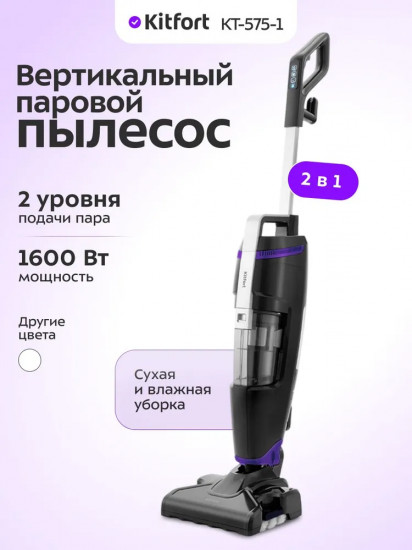 Kitfort KT-575-1
Вертикальный
паровой
пылесос
2 в 1
2 уровня
подачи пара
1600 Вт
мощность
Другие
цвета
Сухая
и влажная
уборка